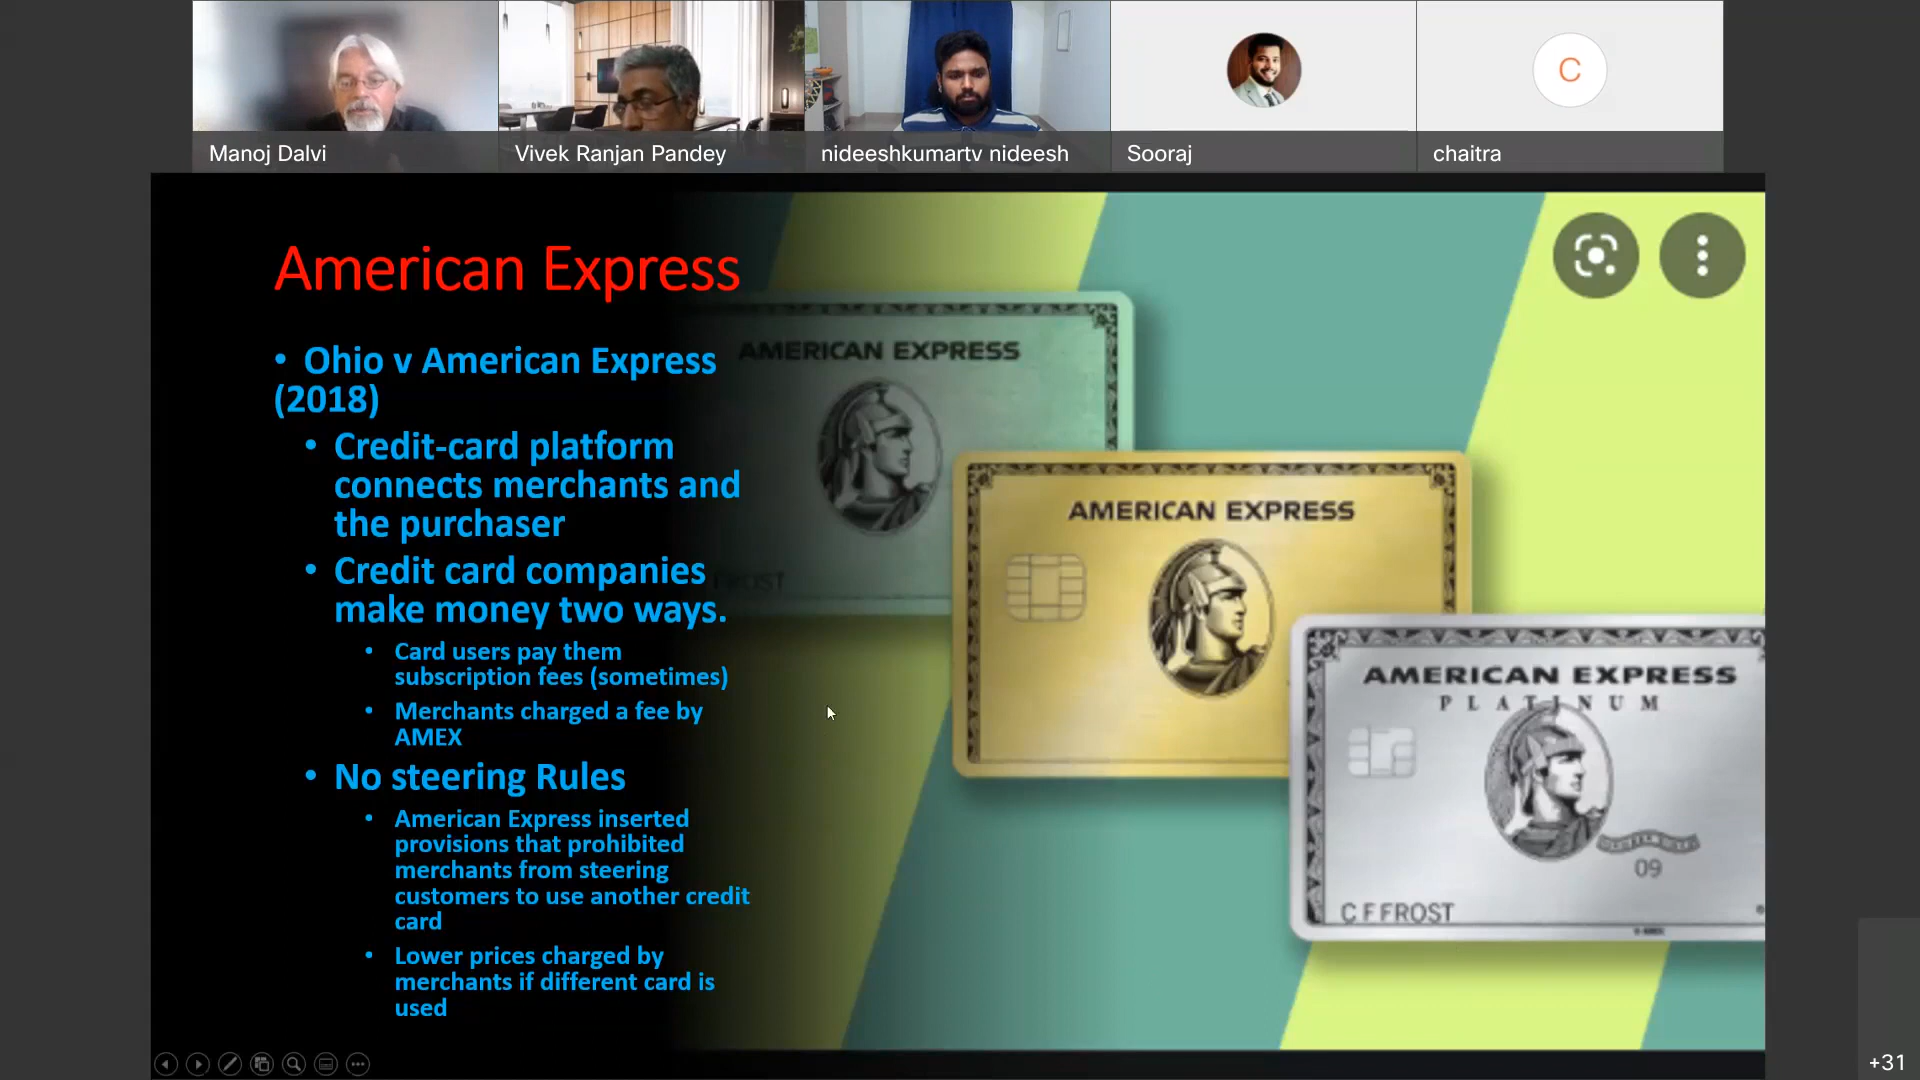 Manoj Dalvi
Vivek Ranjan Pandey
nideeshkumartv nideesh
Sooraj
C
chaitra
American Express
• Ohio v American Express
(2018)
• Credit-card platform
connects merchants and
the purchaser
• Credit card companies
make money two ways.
• Card users pay them
subscription fees (sometimes)
• Merchants charged a fee by
AMEX
• No steering Rules
• American Express inserted
provisions that prohibited
merchants from steering
customers to use another credit
card
• Lower prices charged by
merchants if different card is
used
AMERICAN EXPRESS
FROST
AMERICAN EXPRESS
AMERICAN EXPRESS
PLATINUM
09
C F FROST
+31